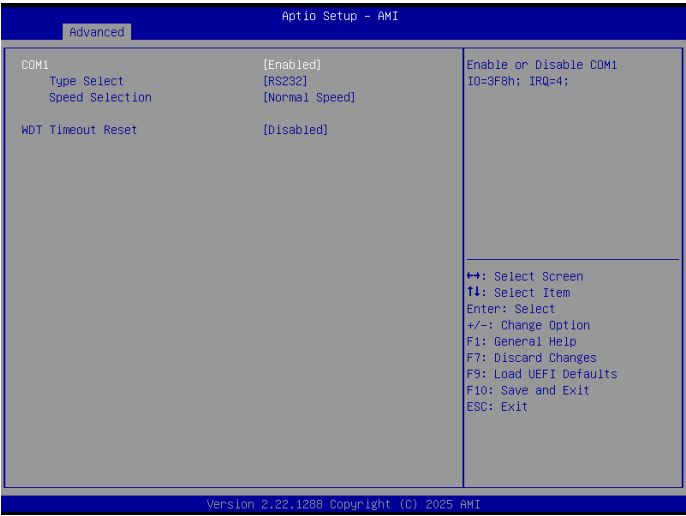 Aptio Setup - AMI
Advanced
COM1 [Enabled]
Type Select [RS232]
Speed Selection [Normal Speed]
WDT Timeout Reset [Disabled]
Enable or Disable COM1
IO=3F8h; IRQ=4;
↔: Select Screen
↑↓: Select Item
Enter: Select
+/-: Change Option
F1: General Help
F7: Discard Changes
F9: Load UEFI Defaults
F10: Save and Exit
ESC: Exit
Version 2.22.1288 Copyright (C) 2025 AMI